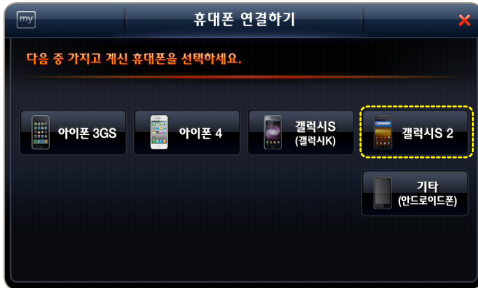 my
휴대폰 연결하기
다음 중 가지고 계신 휴대폰을 선택하세요.
아이폰 3GS
아이폰 4
갤럭시S
(갤럭시K)
갤럭시S 2
기타
(안드로이드폰)